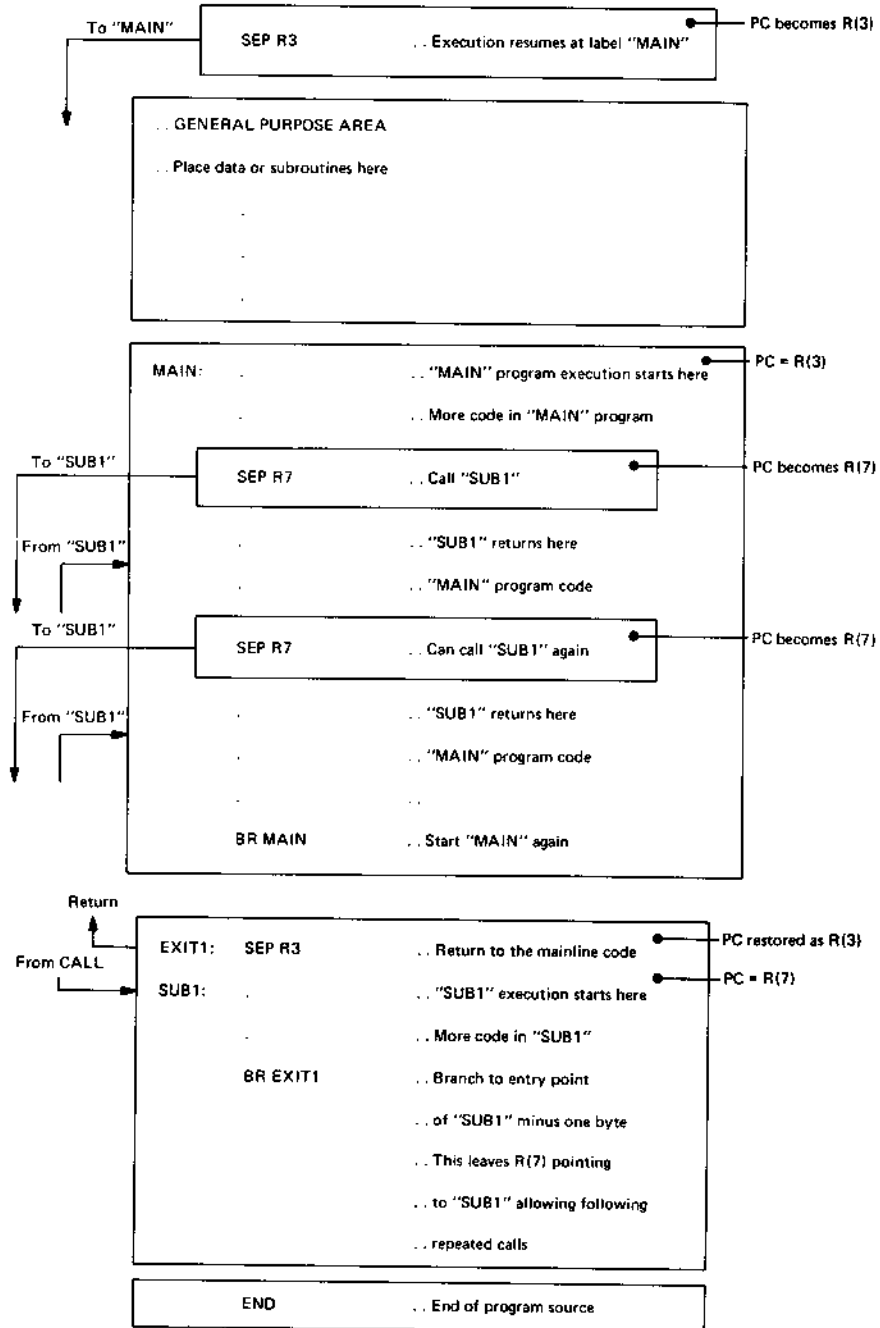 To "MAIN"
SEP R3 . . Execution resumes at label "MAIN"
PC becomes R(3)
. . GENERAL PURPOSE AREA
. . Place data or subroutines here
.
.
.
MAIN: . . . "MAIN" program execution starts here
PC = R(3)
. . . More code in "MAIN" program
To "SUB1"
SEP R7 . . Call "SUB1"
PC becomes R(7)
From "SUB1"
. . . "SUB1" returns here
. . . "MAIN" program code
To "SUB1"
SEP R7 . . Can call "SUB1" again
PC becomes R(7)
From "SUB1"
. . . "SUB1" returns here
. . . "MAIN" program code
. . .
BR MAIN . . Start "MAIN" again
Return
EXIT1: SEP R3 . . Return to the mainline code
PC restored as R(3)
From CALL
SUB1: . . . "SUB1" execution starts here
PC = R(7)
. . . More code in "SUB1"
BR EXIT1 . . Branch to entry point
. . of "SUB1" minus one byte
. . This leaves R(7) pointing
. . to "SUB1" allowing following
. . repeated calls
END . . End of program source